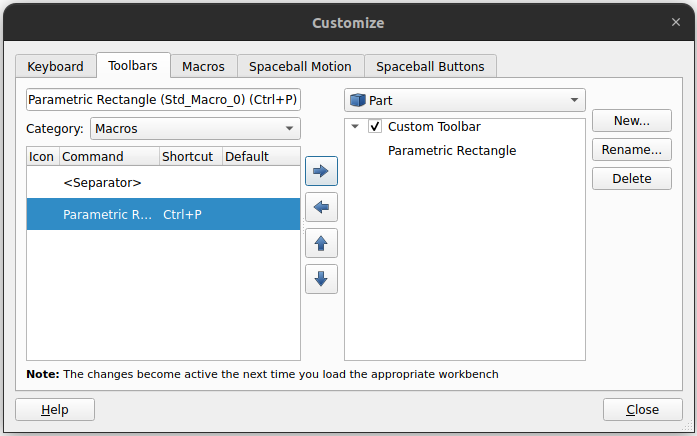 Customize
Keyboard
Toolbars
Macros
Spaceball Motion
Spaceball Buttons
Parametric Rectangle (Std_Macro_0) (Ctrl+P)
Category:
Macros
Icon Command Shortcut Default
<Separator>
Parametric R... Ctrl+P
Part
Custom Toolbar
Parametric Rectangle
New...
Rename...
Delete
Note: The changes become active the next time you load the appropriate workbench
Help
Close